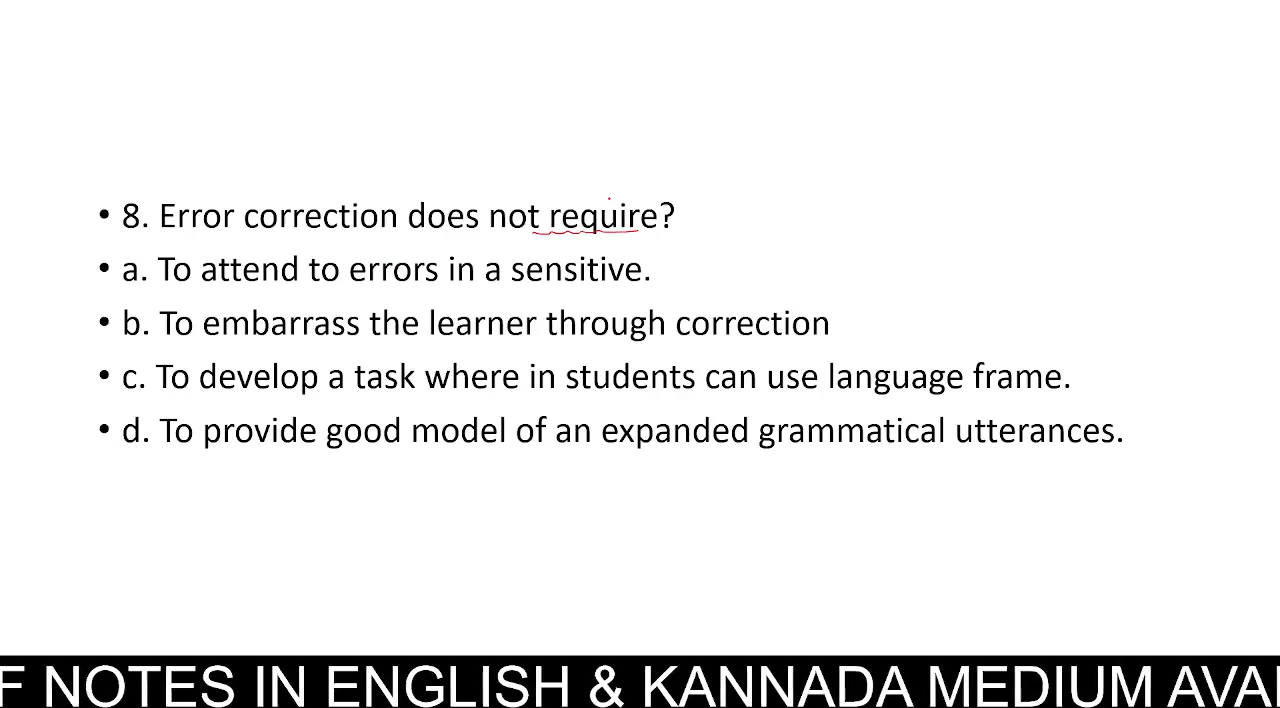 • 8. Error correction does not require?
• a. To attend to errors in a sensitive.
• b. To embarrass the learner through correction
• c. To develop a task where in students can use language frame.
• d. To provide good model of an expanded grammatical utterances.
F NOTES IN ENGLISH & KANNADA MEDIUM AVAI